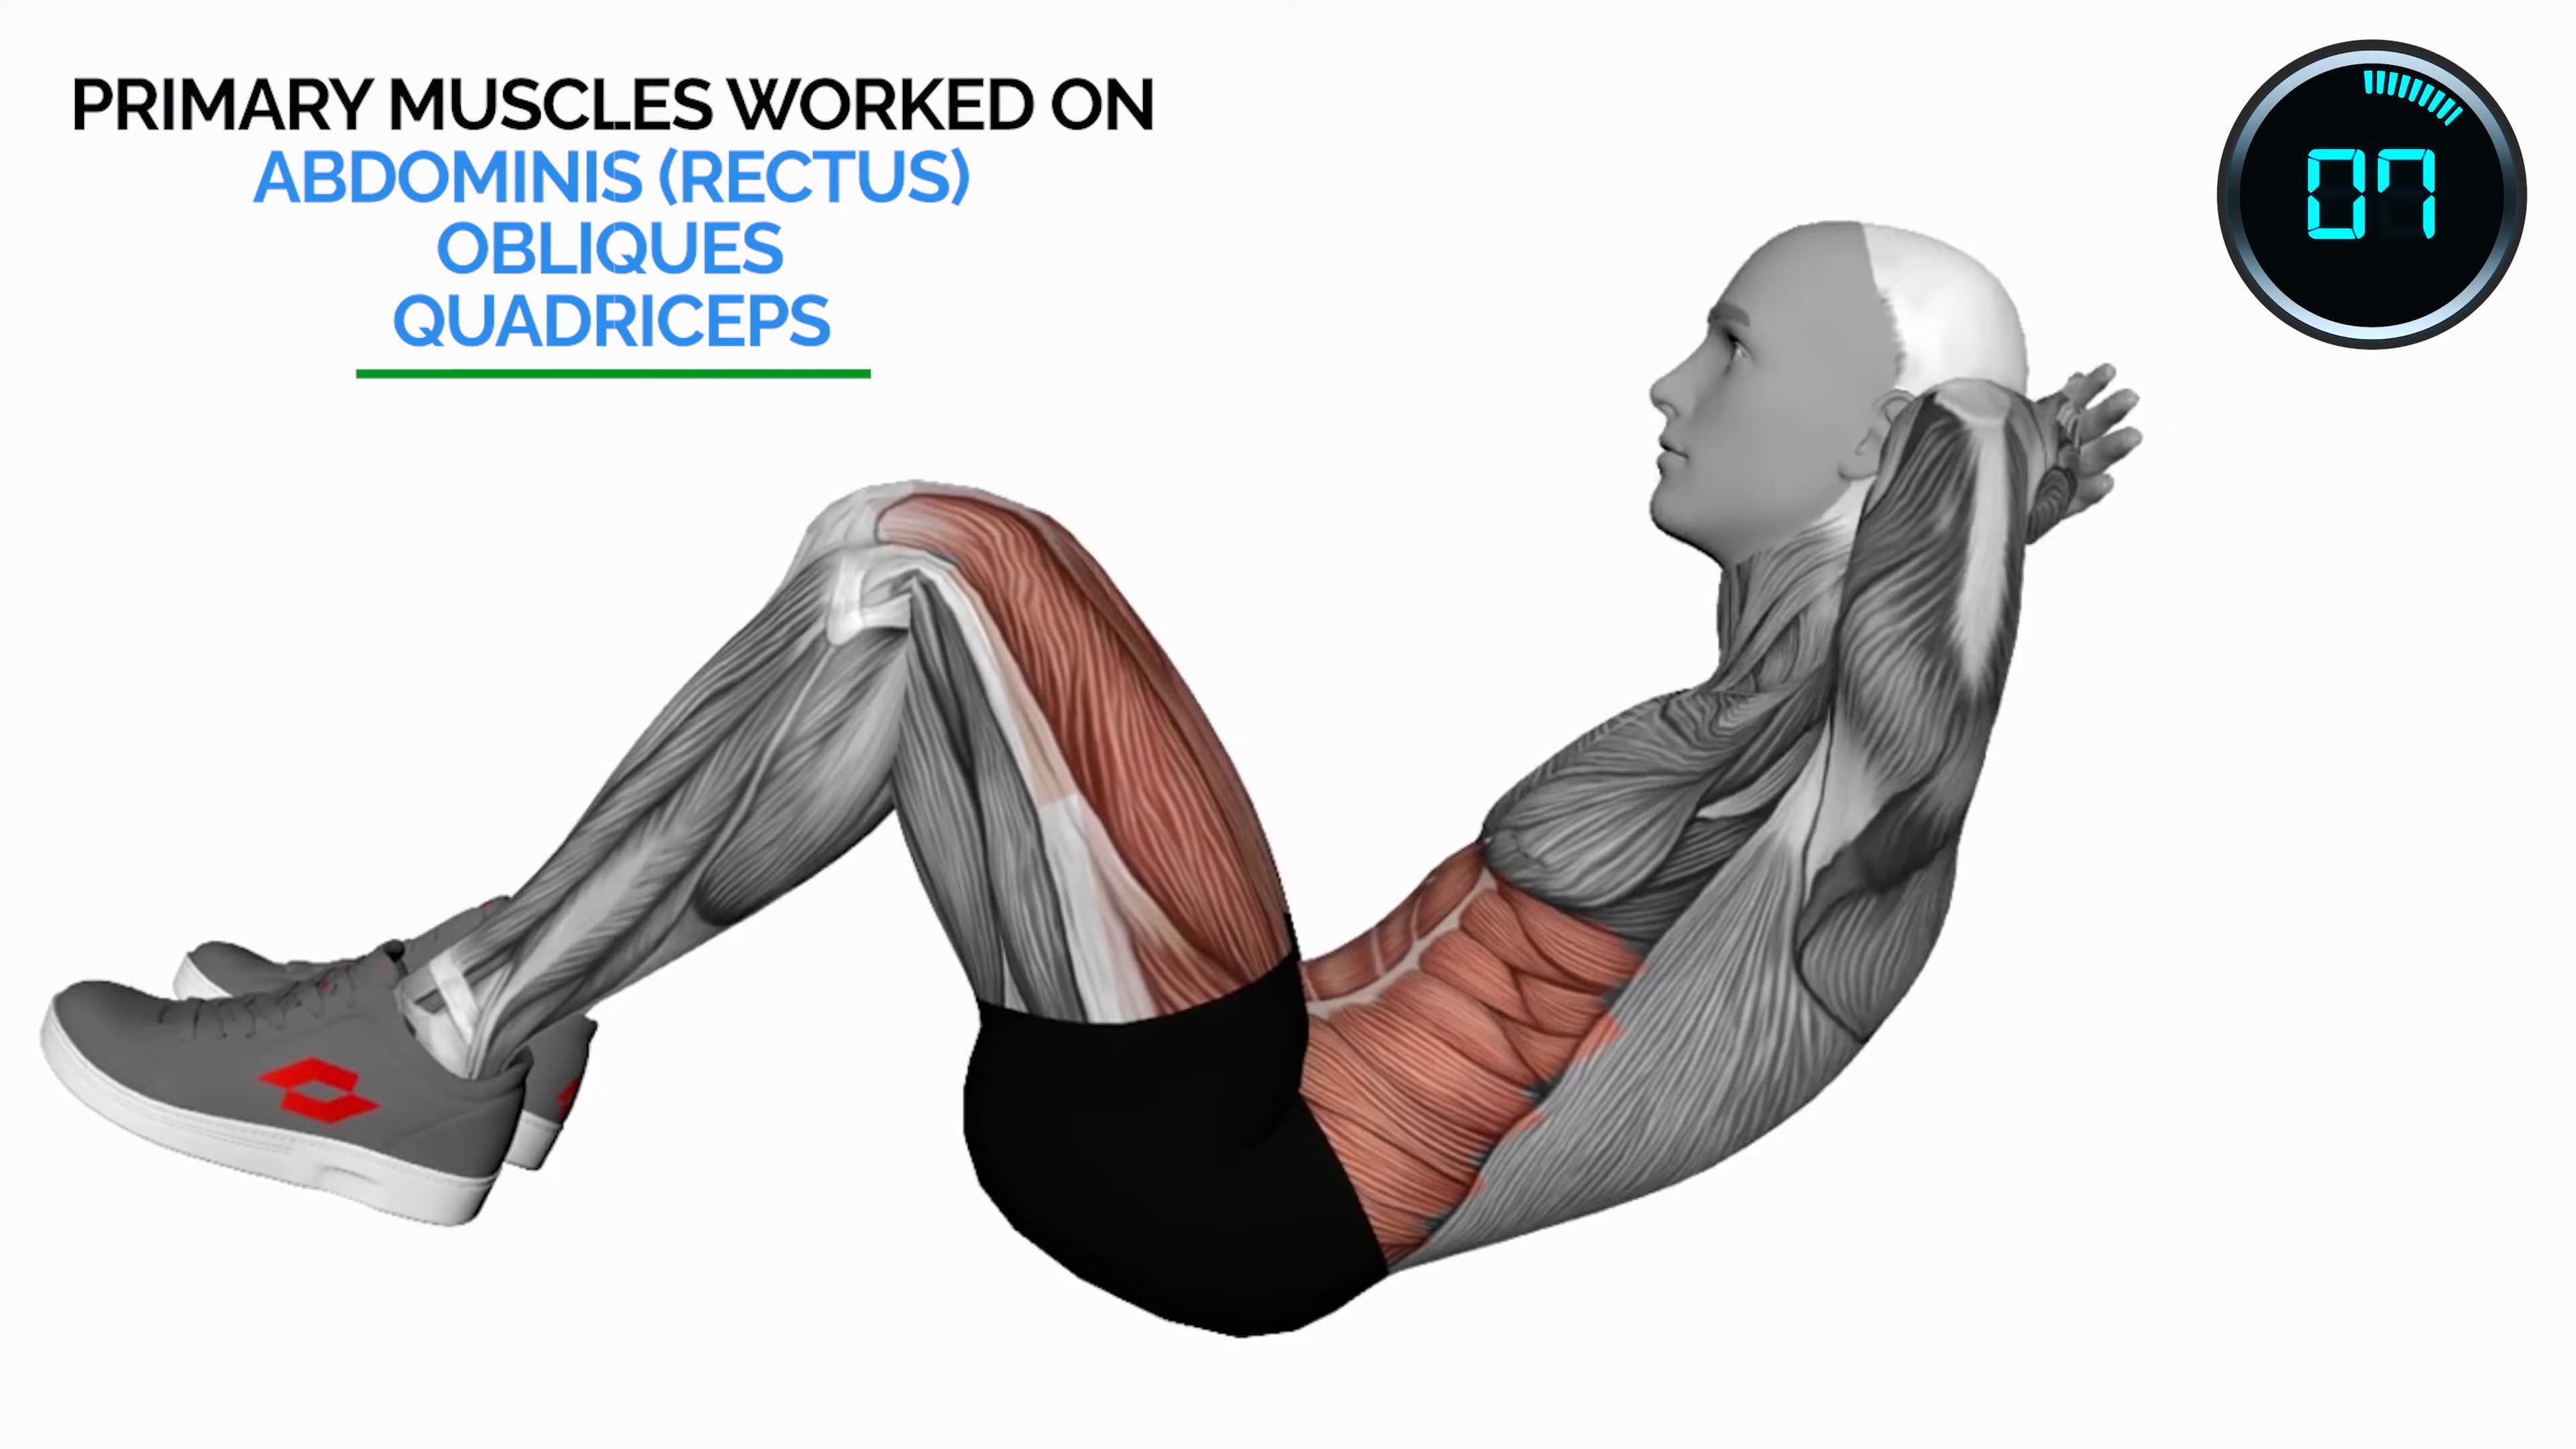 PRIMARY MUSCLES WORKED ON
ABDOMINIS (RECTUS)
OBLIQUES
QUADRICEPS
07